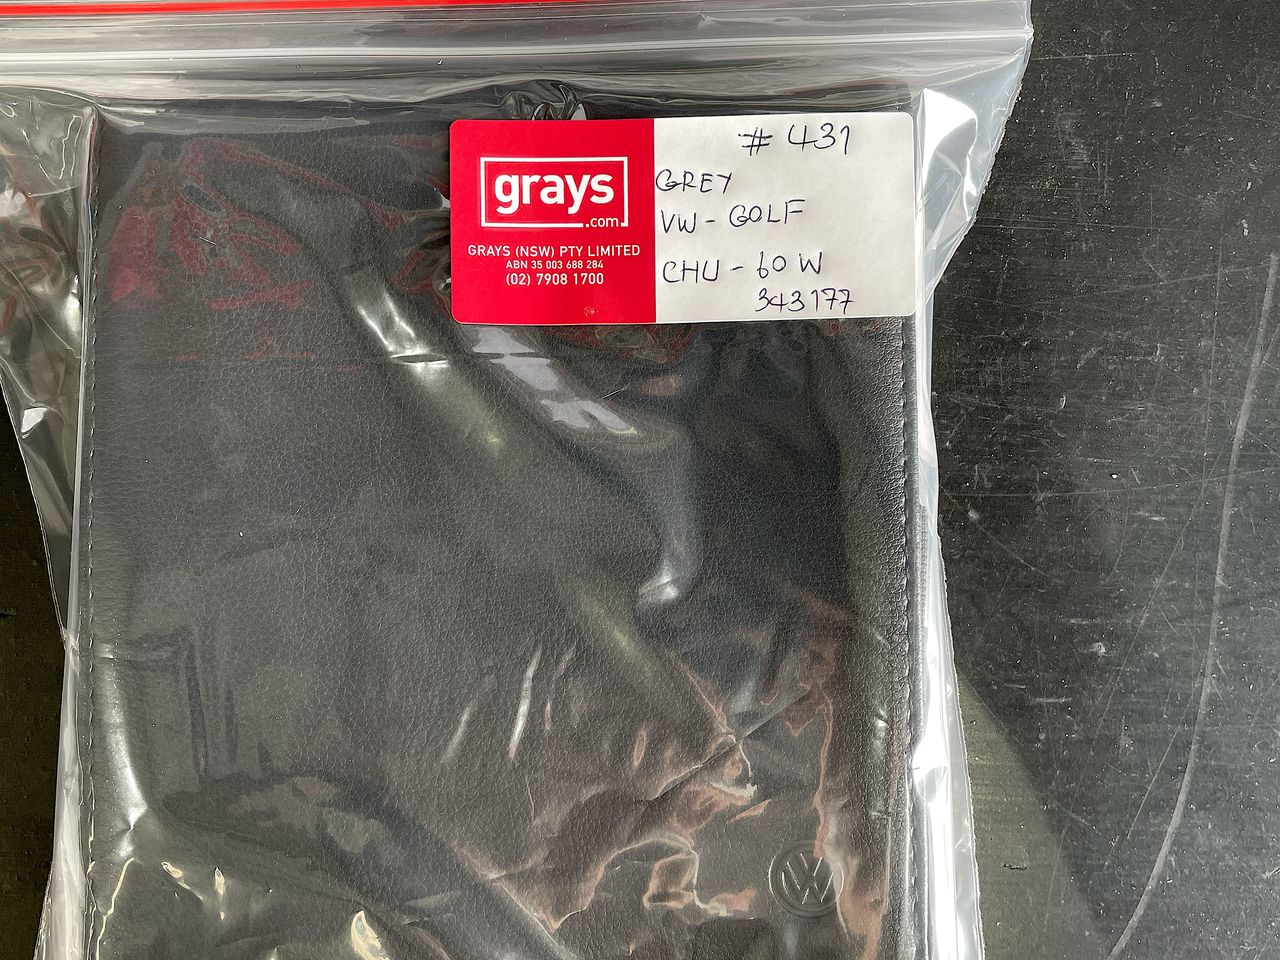 grays
.com
GRAYS (NSW) PTY LIMITED
ABN 35 003 688 284
(02) 7908 1700
# 431
GREY
VW - GOLF
CHU - 60 W
343177
VW